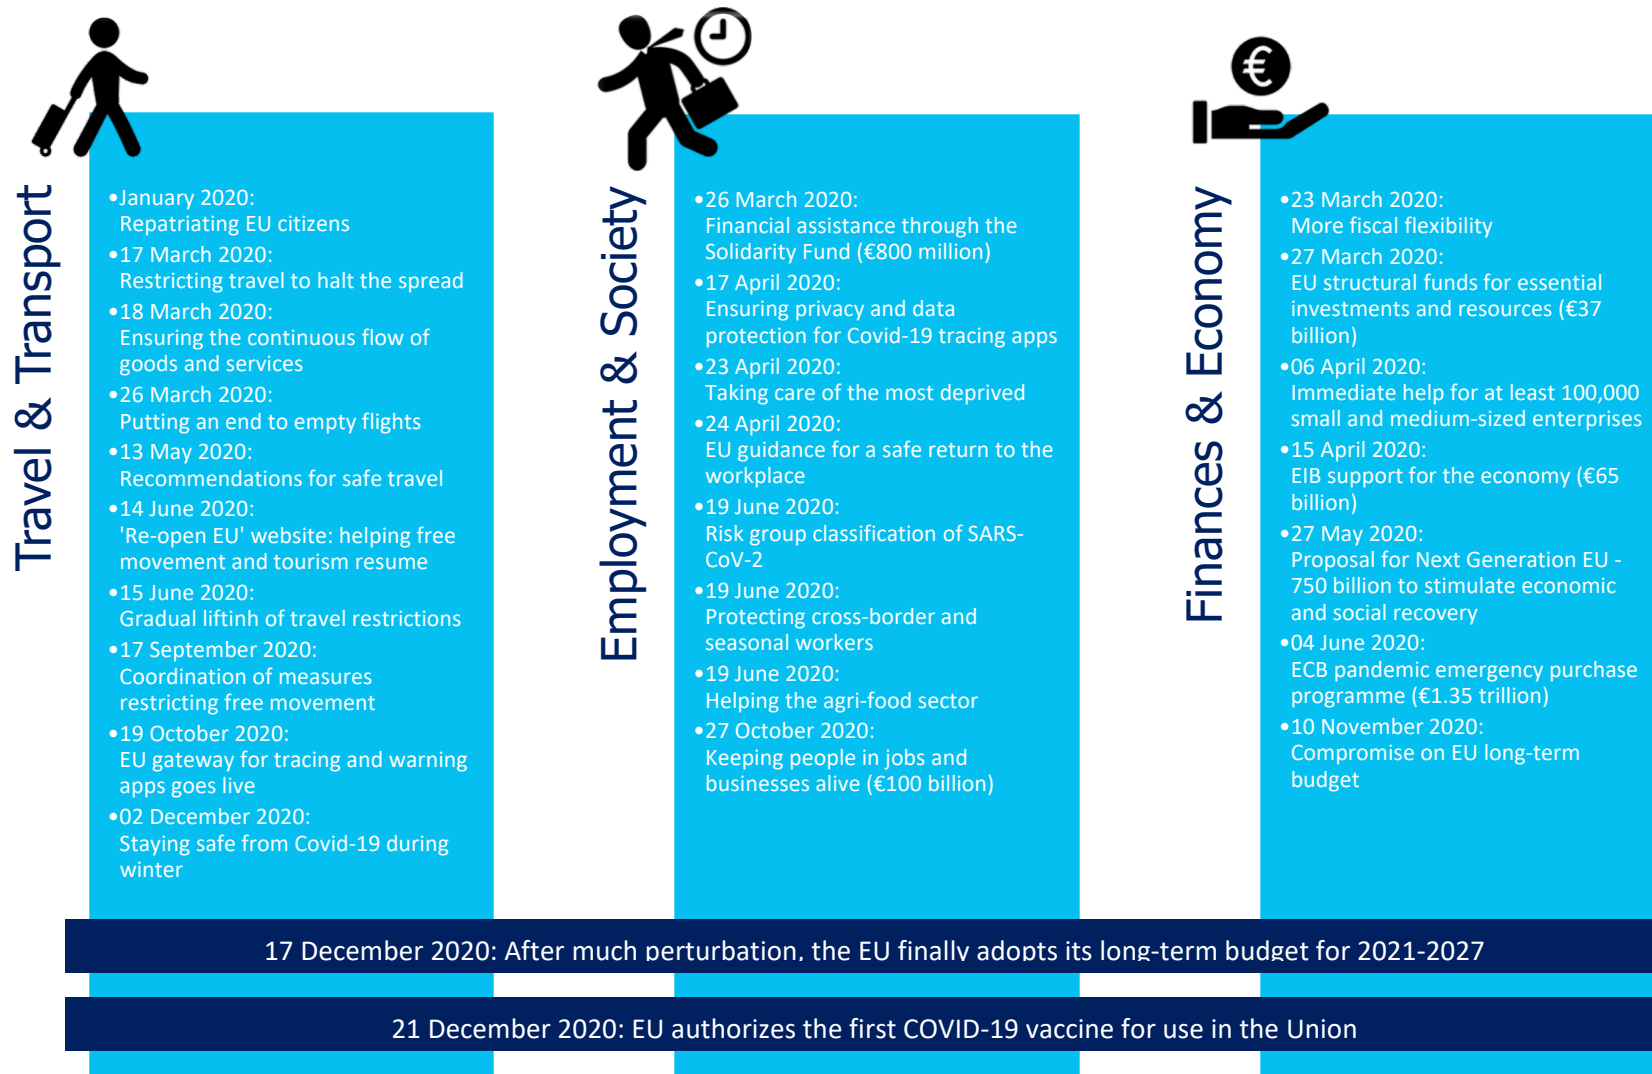 Travel & Transport
•January 2020:
Repatriating EU citizens
•17 March 2020:
Restricting travel to halt the spread
•18 March 2020:
Ensuring the continuous flow of
goods and services
•26 March 2020:
Putting an end to empty flights
•13 May 2020:
Recommendations for safe travel
•14 June 2020:
'Re-open EU' website: helping free
movement and tourism resume
•15 June 2020:
Gradual liftinh of travel restrictions
•17 September 2020:
Coordination of measures
restricting free movement
•19 October 2020:
EU gateway for tracing and warning
apps goes live
•02 December 2020:
Staying safe from Covid-19 during
winter
Employment & Society
•26 March 2020:
Financial assistance through the
Solidarity Fund (€800 million)
•17 April 2020:
Ensuring privacy and data
protection for Covid-19 tracing apps
•23 April 2020:
Taking care of the most deprived
•24 April 2020:
EU guidance for a safe return to the
workplace
•19 June 2020:
Risk group classification of SARS-
CoV-2
•19 June 2020:
Protecting cross-border and
seasonal workers
•19 June 2020:
Helping the agri-food sector
•27 October 2020:
Keeping people in jobs and
businesses alive (€100 billion)
€
Finances & Economy
•23 March 2020:
More fiscal flexibility
•27 March 2020:
EU structural funds for essential
investments and resources (€37
billion)
•06 April 2020:
Immediate help for at least 100,000
small and medium-sized enterprises
•15 April 2020:
EIB support for the economy (€65
billion)
•27 May 2020:
Proposal for Next Generation EU -
750 billion to stimulate economic
and social recovery
•04 June 2020:
ECB pandemic emergency purchase
programme (€1.35 trillion)
•10 November 2020:
Compromise on EU long-term
budget
17 December 2020: After much perturbation, the EU finally adopts its long-term budget for 2021-2027
21 December 2020: EU authorizes the first COVID-19 vaccine for use in the Union